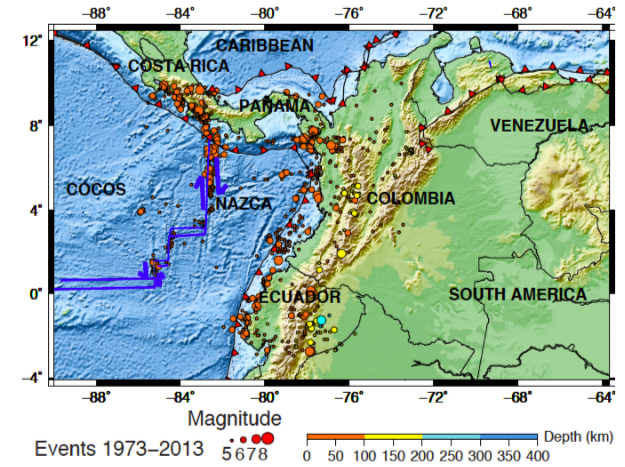 −88° −84° −80° −76° −72° −68° −64°
12°
CARIBBEAN
COSTA RICA
PANAMA
8°
VENEZUELA
COCOS
NAZCA
COLOMBIA
4°
ECUADOR
SOUTH AMERICA
0°
−4°
−88° −84° −80° −76° −72° −68° −64°
Magnitude
Events 1973−2013
5 6 7 8
Depth (km)
0 50 100 150 200 250 300 350 400